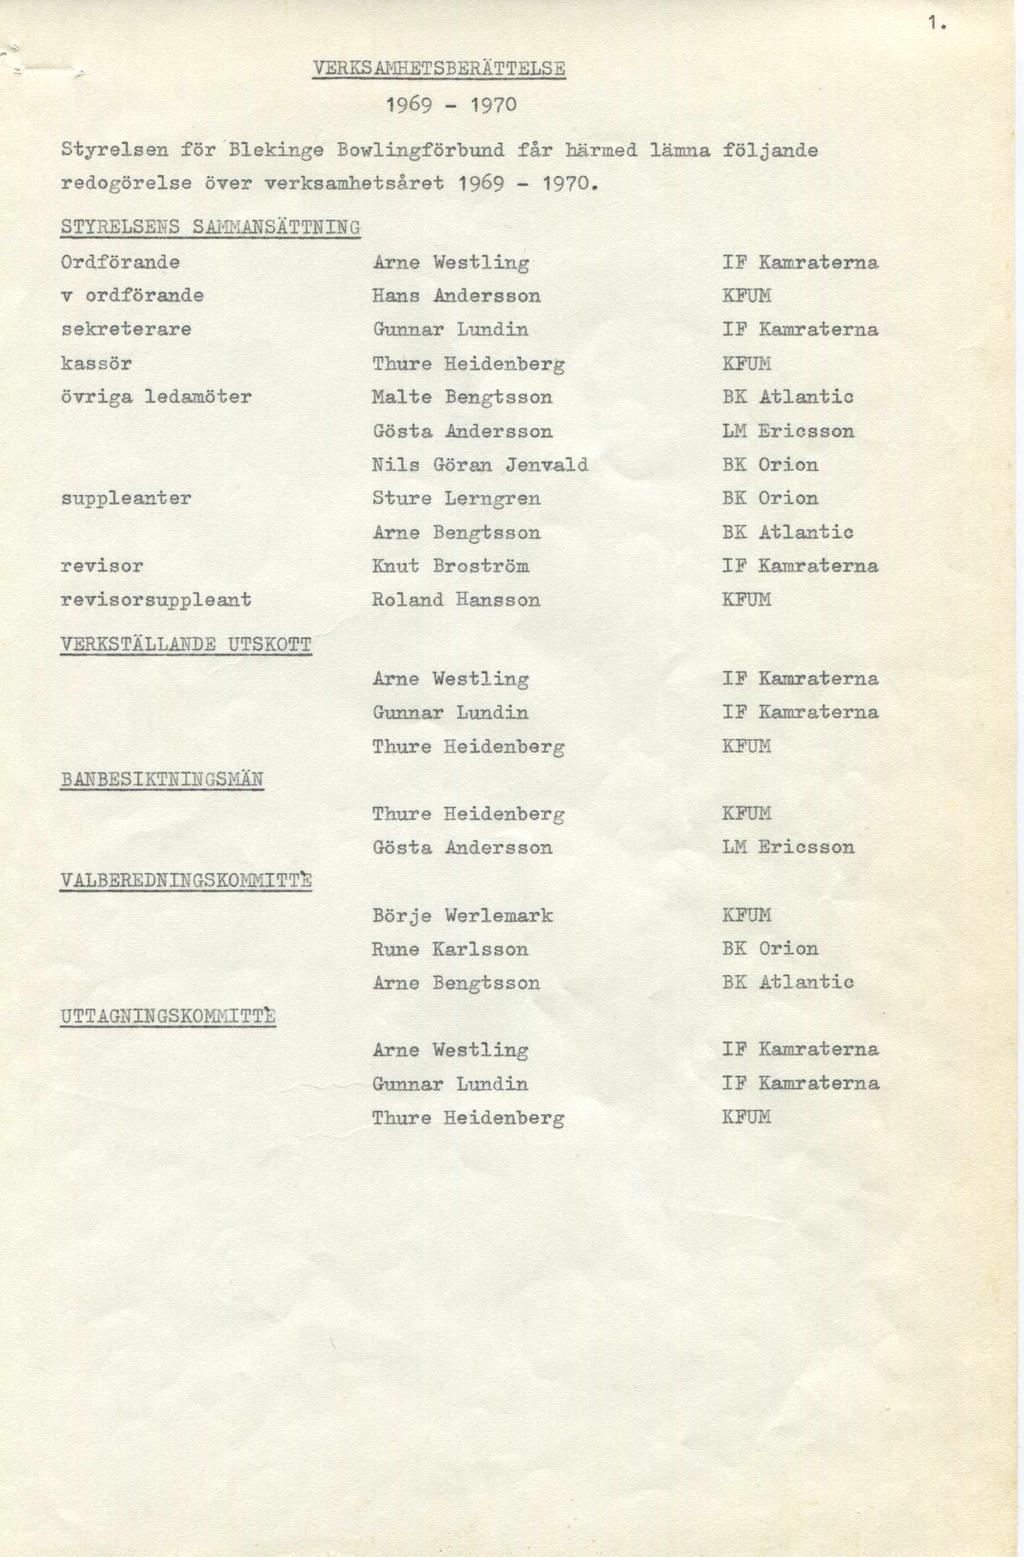 1.
VERKSAMHETSBERÄTTELSE
1969 - 1970
Styrelsen för Blekinge Bowlingförbund får härmed lämna följande
redogörelse över verksamhetsåret 1969 - 1970.
STYRELSENS SAMMANSÄTTNING
Ordförande Arne Westling IF Kamraterna
v ordförande Hans Andersson KFUM
sekreterare Gunnar Lundin IF Kamraterna
kassör Thure Heidenberg KFUM
övriga ledamöter Malte Bengtsson BK Atlantic
Gösta Andersson LM Ericsson
Nils Göran Jenvald BK Orion
suppleanter Sture Lerngren BK Orion
Arne Bengtsson BK Atlantic
revisor Knut Broström IF Kamraterna
revisorsuppleant Roland Hansson KFUM
VERKSTÄLLANDE UTSKOTT
Arne Westling IF Kamraterna
Gunnar Lundin IF Kamraterna
Thure Heidenberg KFUM
BANBESIKTNINGSMÄN
Thure Heidenberg KFUM
Gösta Andersson LM Ericsson
VALBEREDNINGSKOMMITTÈ
Börje Werlemark KFUM
Rune Karlsson BK Orion
Arne Bengtsson BK Atlantic
UTTAGNINGSKOMMITTÈ
Arne Westling IF Kamraterna
Gunnar Lundin IF Kamraterna
Thure Heidenberg KFUM